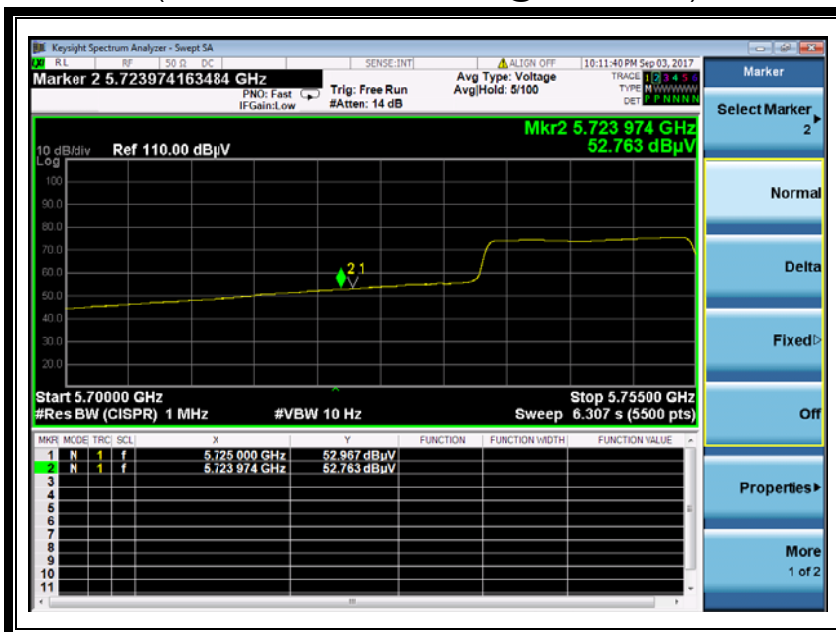 Keysight Spectrum Analyzer - Swept SA
RL RF 50 Ω DC SENSE:INT ALIGN OFF 10:11:40 PM Sep 03, 2017
Marker 2 5.723974163484 GHz
PNO: Fast
IFGain:Low
Trig: Free Run
#Atten: 14 dB
Avg Type: Voltage
Avg|Hold: 5/100
TRACE 1 2 3 4 5 6
TYPE M WWWWW
DET P P N N N N
Mkr2 5.723 974 GHz
52.763 dBµV
10 dB/div Ref 110.00 dBµV
Log
100
90.0
80.0
70.0
60.0
50.0
40.0
30.0
20.0
2 1
Start 5.70000 GHz Stop 5.75500 GHz
#Res BW (CISPR) 1 MHz #VBW 10 Hz Sweep 6.307 s (5500 pts)
MKR MODE TRC SCL X Y FUNCTION FUNCTION WIDTH FUNCTION VALUE
1 N 1 f 5.725 000 GHz 52.967 dBµV
2 N 1 f 5.723 974 GHz 52.763 dBµV
3
4
5
6
7
8
9
10
11
Marker
Select Marker
2
Normal
Delta
Fixed
Off
Properties
More
1 of 2